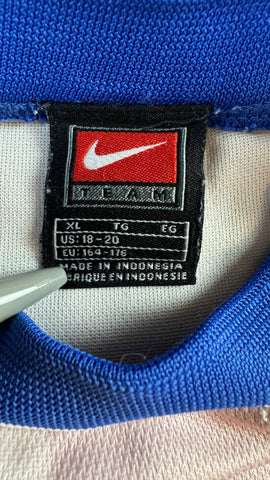 TEAM
XL TG EG
US: 18-20
EU: 164-176
MADE IN INDONESIA
FABRIQUE EN INDONESIE